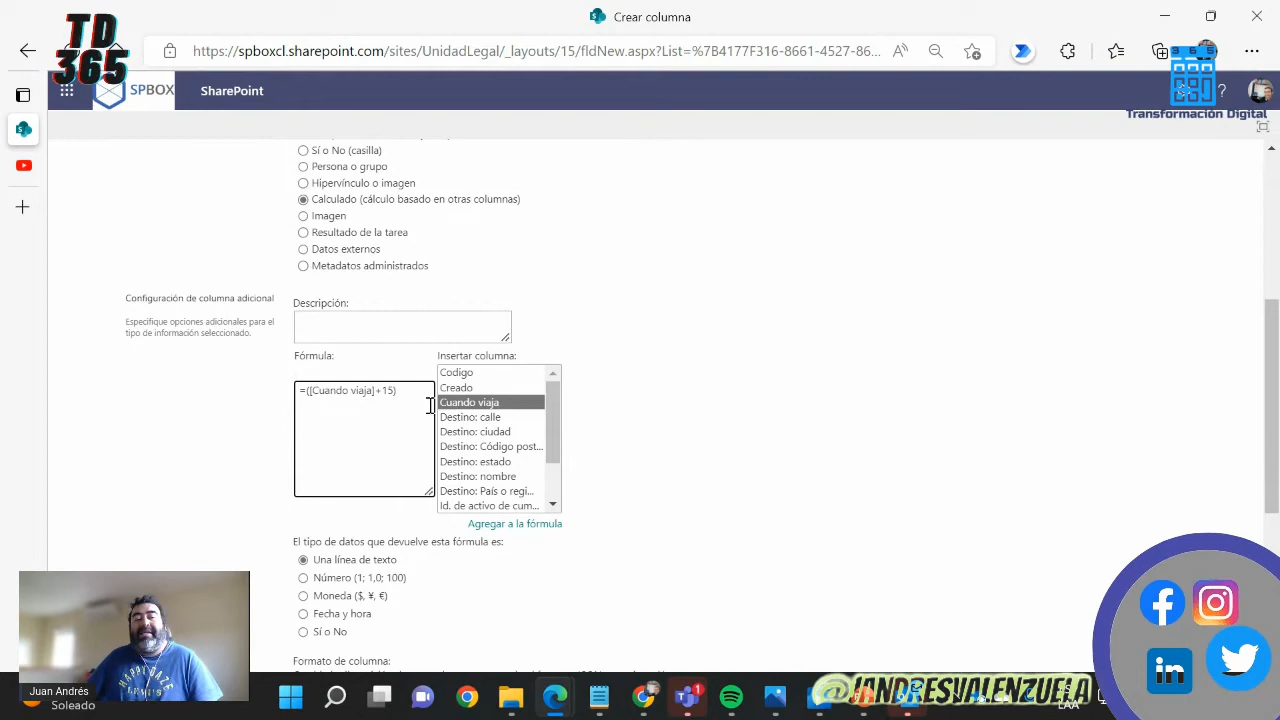 TD
365
Crear columna
https://spboxcl.sharepoint.com/sites/UnidadLegal/_layouts/15/fldNew.aspx?List=%7B4177F316-8661-4527-86...
SPBOX
SharePoint
365
Transformación Digital
Sí o No (casilla)
Persona o grupo
Hipervínculo o imagen
Calculado (cálculo basado en otras columnas)
Imagen
Resultado de la tarea
Datos externos
Metadatos administrados
Configuración de columna adicional
Especifique opciones adicionales para el
tipo de información seleccionado.
Descripción:
Fórmula:
=([Cuando viaja]+15)
Insertar columna:
Codigo
Creado
Cuando viaja
Destino: calle
Destino: ciudad
Destino: Código post...
Destino: estado
Destino: nombre
Destino: País o regi...
Id. de activo de cum...
Agregar a la fórmula
El tipo de datos que devuelve esta fórmula es:
Una línea de texto
Número (1; 1,0; 100)
Moneda ($, ¥, €)
Fecha y hora
Sí o No
Formato de columna:
Juan Andrés
Soleado
@JANDRESVALENZUELA
LAA